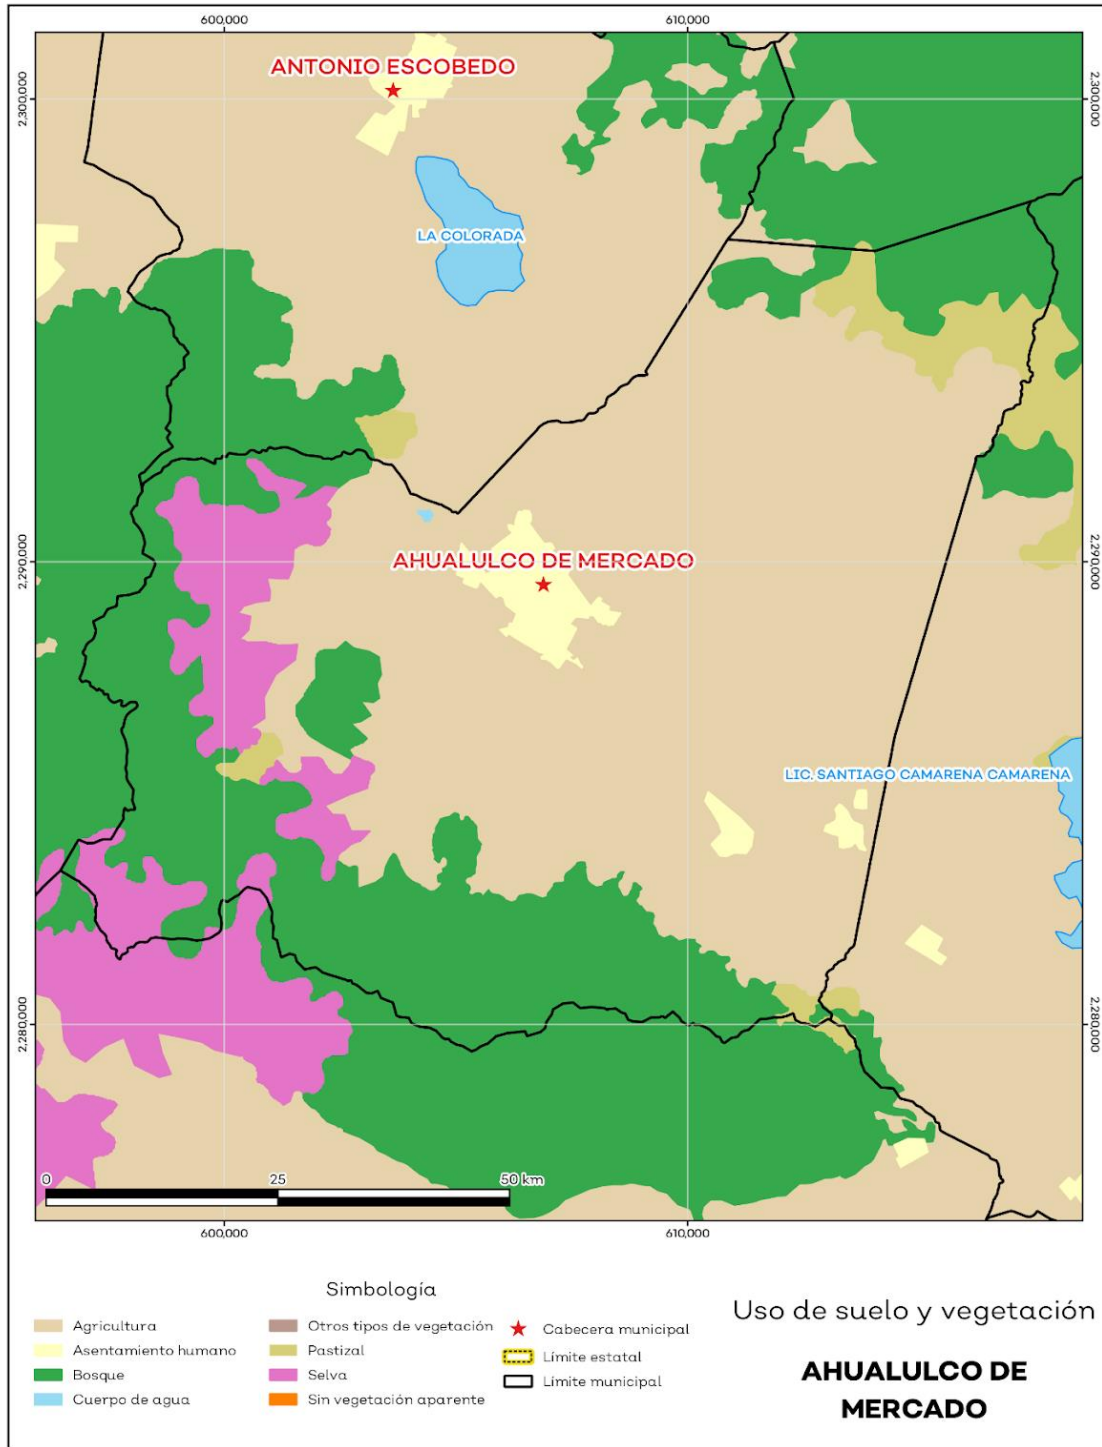 600,000
610,000
ANTONIO ESCOBEDO
2,300,000
2,300,000
LA COLORADA
AHUALULCO DE MERCADO
2,290,000
2,290,000
LIC. SANTIAGO CAMARENA CAMARENA
2,280,000
2,280,000
0
25
50 km
600,000
610,000
Simbología
Agricultura
Asentamiento humano
Bosque
Cuerpo de agua
Otros tipos de vegetación
Pastizal
Selva
Sin vegetación aparente
Cabecera municipal
Límite estatal
Límite municipal
Uso de suelo y vegetación
AHUALULCO DE
MERCADO